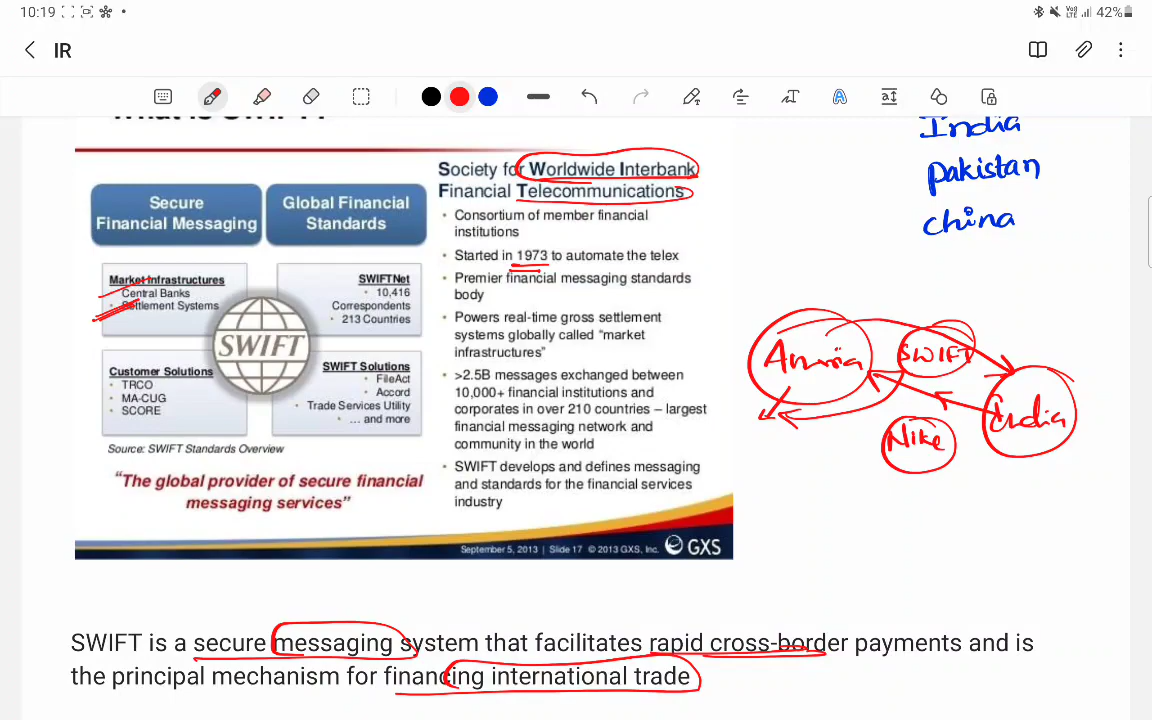 10:19
42%
IR
What is SWIFT?
India
Pakistan
China
Secure
Financial Messaging
Global Financial
Standards
Market Infrastructures
Central Banks
Settlement Systems
SWIFTNet
10,416
Correspondents
213 Countries
SWIFT
Customer Solutions
TRCO
MA-CUG
SCORE
SWIFT Solutions
FileAct
Accord
Trade Services Utility
... and more
Source: SWIFT Standards Overview
"The global provider of secure financial
messaging services"
Society for Worldwide Interbank
Financial Telecommunications
• Consortium of member financial
institutions
• Started in 1973 to automate the telex
• Premier financial messaging standards
body
• Powers real-time gross settlement
systems globally called "market
infrastructures"
• >2.5B messages exchanged between
10,000+ financial institutions and
corporates in over 210 countries – largest
financial messaging network and
community in the world
• SWIFT develops and defines messaging
and standards for the financial services
industry
September 5, 2013 | Slide 17 © 2013 GXS, Inc. GXS
SWIFT
India
Nike
SWIFT is a secure messaging system that facilitates rapid cross-border payments and is
the principal mechanism for financing international trade